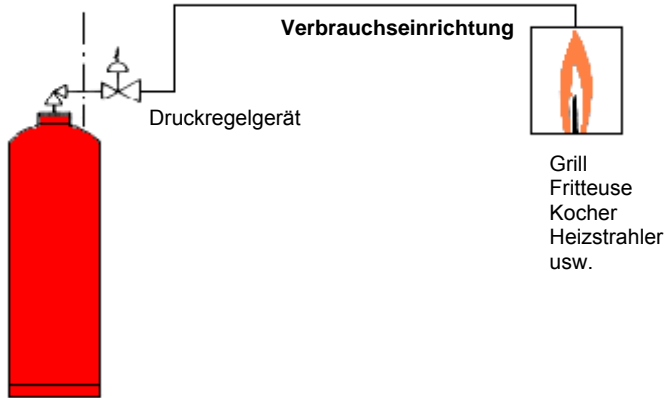 Verbrauchseinrichtung
Druckregelgerät
Grill
Fritteuse
Kocher
Heizstrahler
usw.